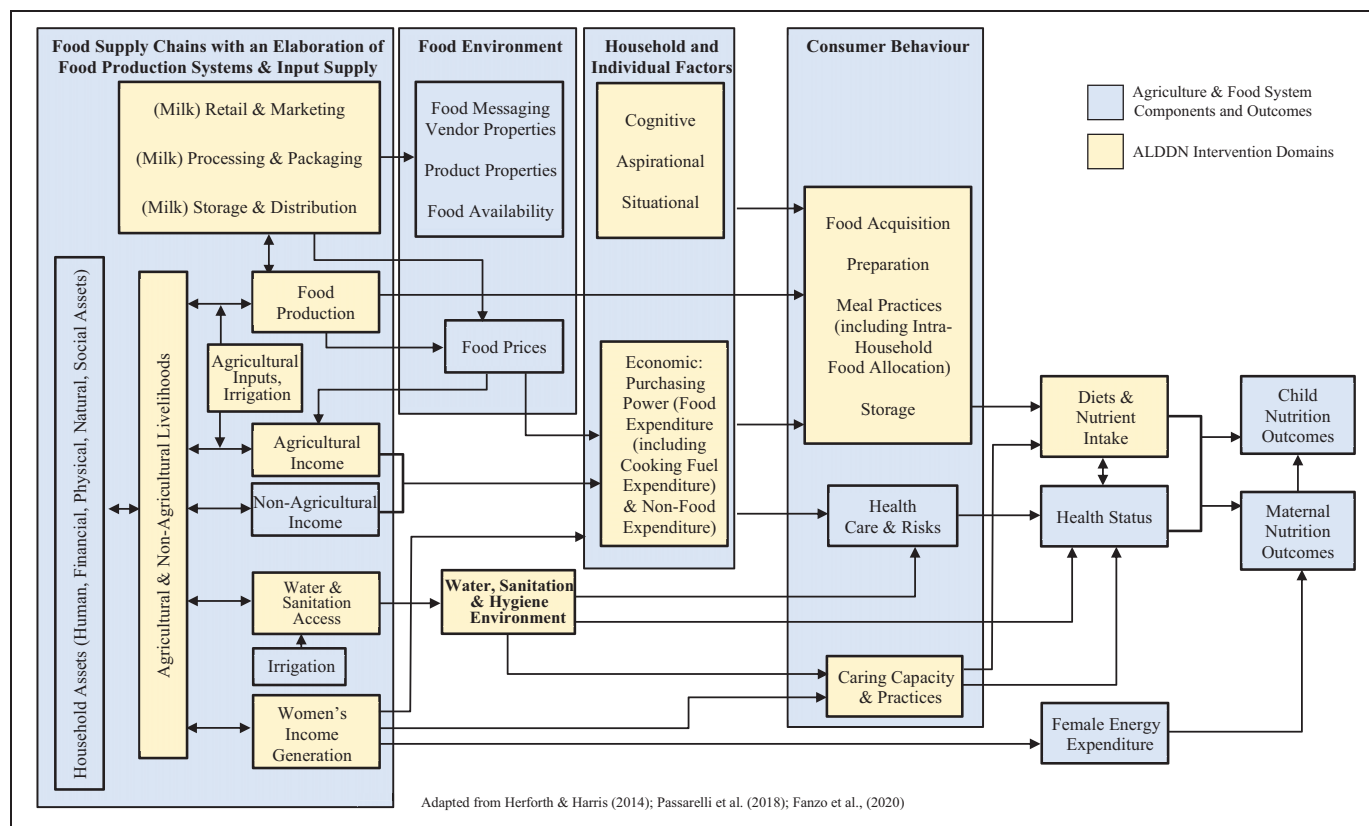 Food Supply Chains with an Elaboration of
Food Production Systems & Input Supply
(Milk) Retail & Marketing
(Milk) Processing & Packaging
(Milk) Storage & Distribution
Household Assets (Human, Financial, Physical, Natural, Social Assets)
Agricultural & Non-Agricultural Livelihoods
Food
Production
Agricultural
Inputs,
Irrigation
Agricultural
Income
Non-Agricultural
Income
Water &
Sanitation
Access
Irrigation
Women’s
Income
Generation
Food Environment
Food Messaging
Vendor Properties
Product Properties
Food Availability
Food Prices
Water, Sanitation
& Hygiene
Environment
Household and
Individual Factors
Cognitive
Aspirational
Situational
Economic:
Purchasing
Power (Food
Expenditure
(including
Cooking Fuel
Expenditure)
& Non-Food
Expenditure)
Consumer Behaviour
Food Acquisition
Preparation
Meal Practices
(including Intra-
Household
Food Allocation)
Storage
Health
Care & Risks
Caring Capacity
& Practices
Agriculture & Food System
Components and Outcomes
ALDDN Intervention Domains
Diets &
Nutrient
Intake
Health Status
Female Energy
Expenditure
Child
Nutrition
Outcomes
Maternal
Nutrition
Outcomes
Adapted from Herforth & Harris (2014); Passarelli et al. (2018); Fanzo et al., (2020)